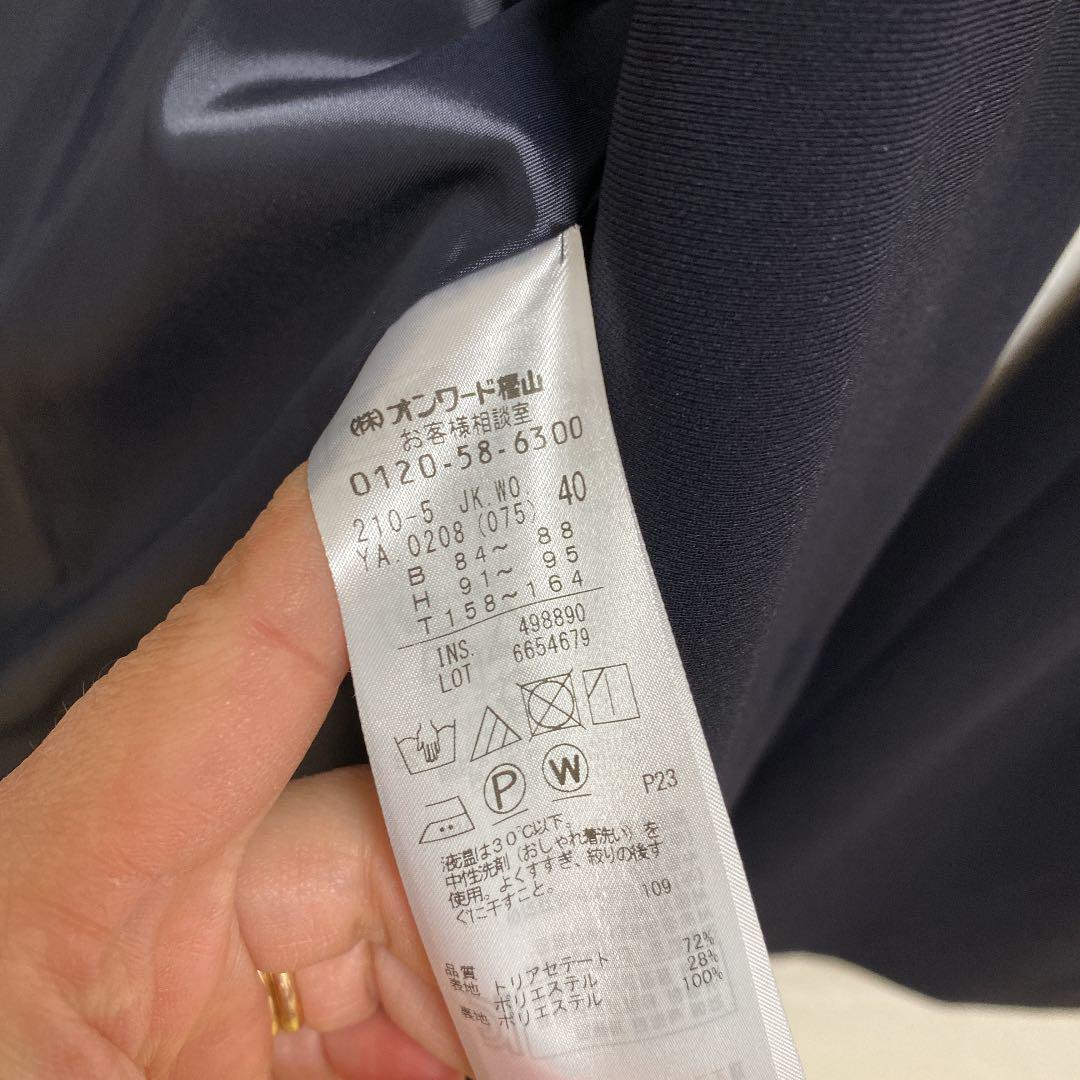 (株)オンワード樫山
お客様相談室
0120-58-6300
210-5 JK.WO. 40
YA.0208(075)
B 84～ 88
H 91～ 95
T 158～164
INS. 498890
LOT 6654679
P W
P23
液温は30℃以下。
中性洗剤(おしゃれ着洗い)を
使用。よくすすぎ、絞りの後す
ぐに干すこと。
109
品質
表地 トリアセテート 72%
ポリエステル 28%
裏地 ポリエステル 100%